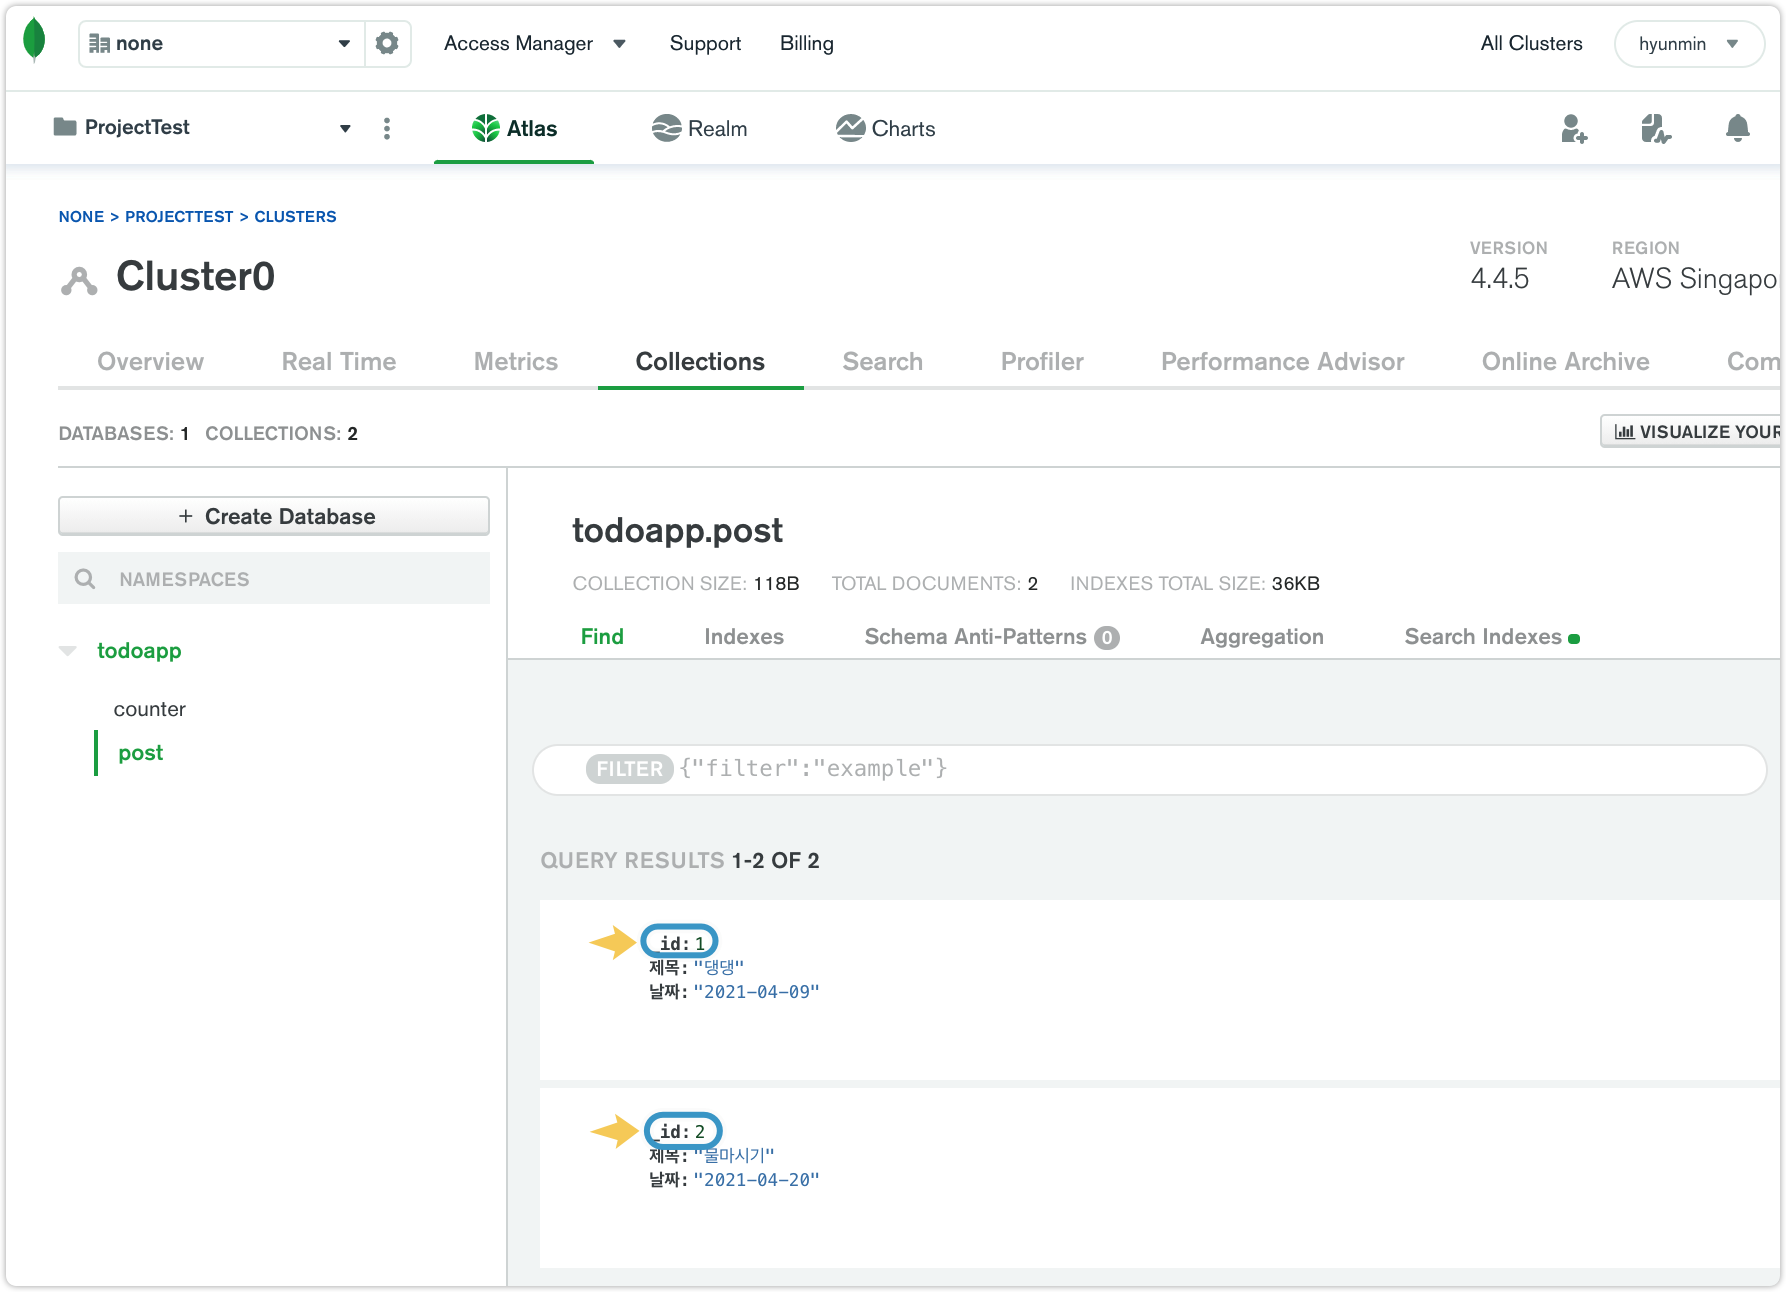 none Access Manager Support Billing All Clusters hyunmin
ProjectTest Atlas Realm Charts
NONE > PROJECTTEST > CLUSTERS
Cluster0
VERSION REGION
4.4.5 AWS Singapo
Overview Real Time Metrics Collections Search Profiler Performance Advisor Online Archive Com
DATABASES: 1 COLLECTIONS: 2 VISUALIZE YOUR
+ Create Database
NAMESPACES
todoapp
counter
post
todoapp.post
COLLECTION SIZE: 118B TOTAL DOCUMENTS: 2 INDEXES TOTAL SIZE: 36KB
Find Indexes Schema Anti-Patterns 0 Aggregation Search Indexes
FILTER {"filter":"example"}
QUERY RESULTS 1-2 OF 2
_id: 1
제목: "댕댕"
날짜: "2021-04-09"
_id: 2
제목: "물마시기"
날짜: "2021-04-20"